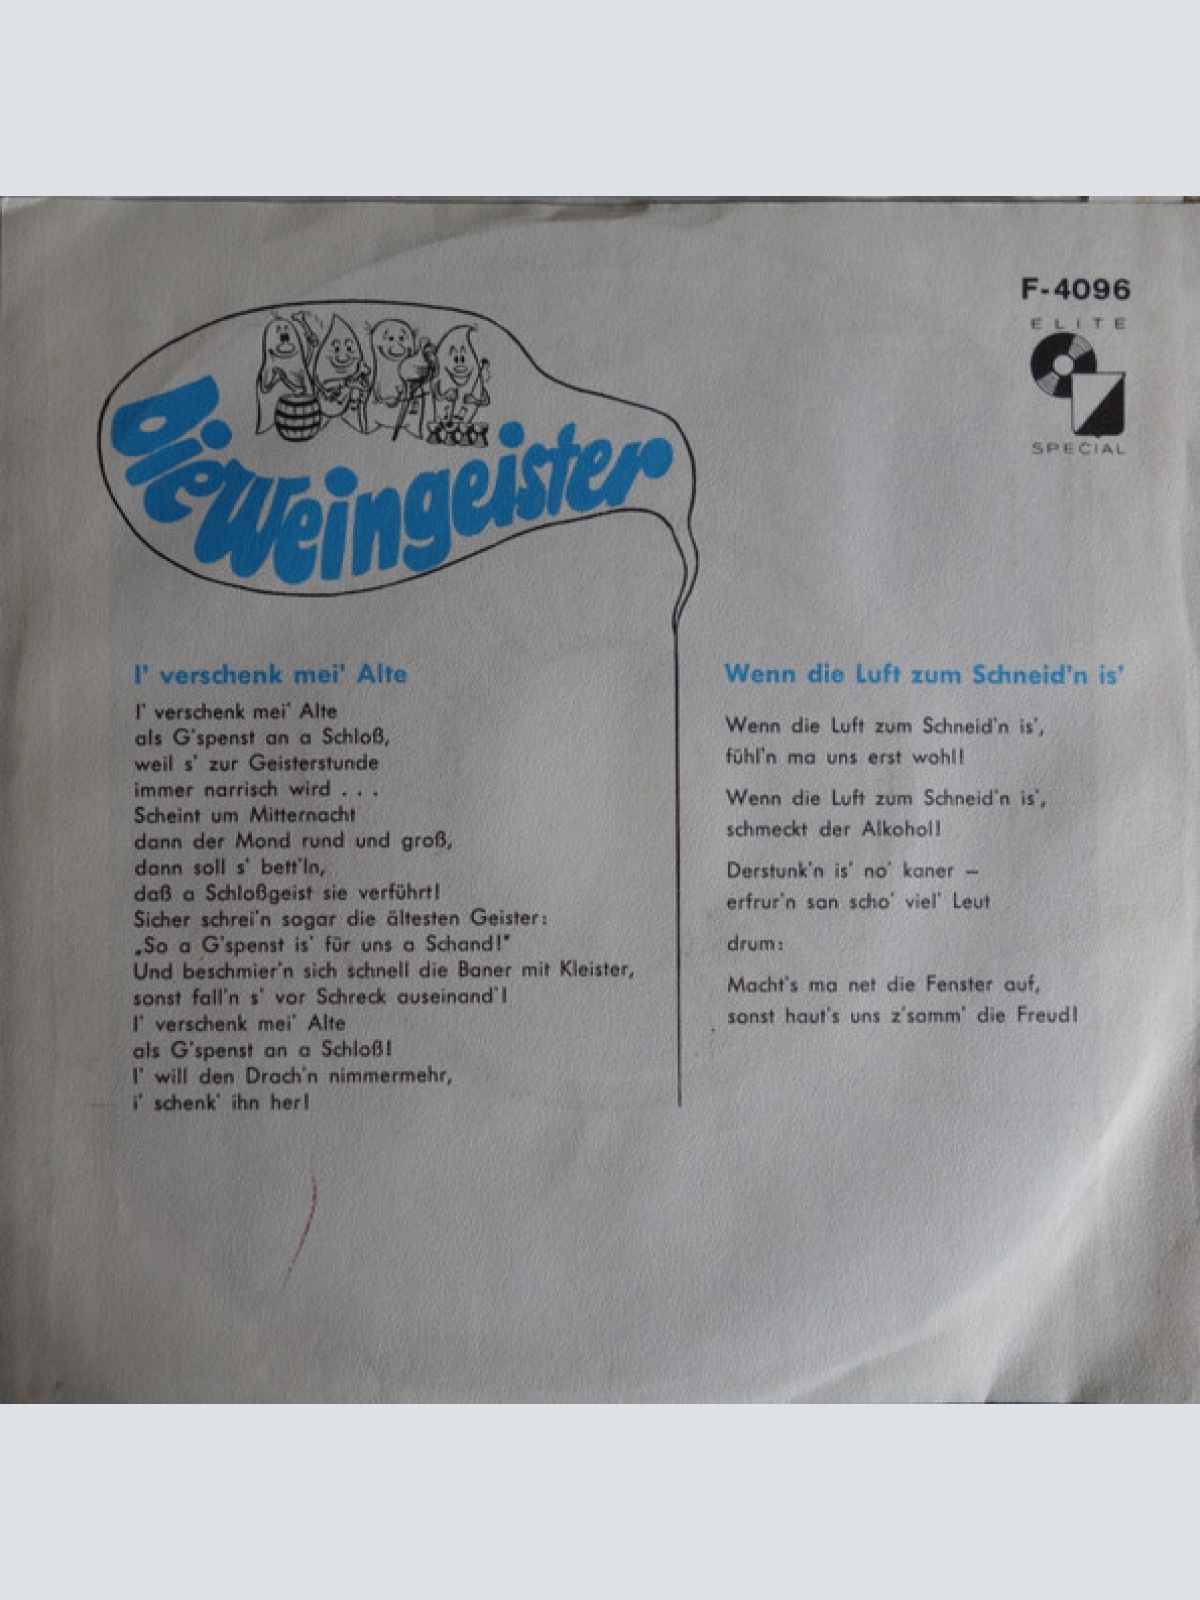 Die Weingeister
F-4096
ELITE
SPECIAL
I' verschenk mei' Alte
I' verschenk mei' Alte
als G'spenst an a Schloß,
weil s' zur Geisterstunde
immer narrisch wird . . .
Scheint um Mitternacht
dann der Mond rund und groß,
dann soll s' bett'ln,
daß a Schloßgeist sie verführt!
Sicher schrei'n sogar die ältesten Geister:
„So a G'spenst is' für uns a Schand!"
Und beschmier'n sich schnell die Baner mit Kleister,
sonst fall'n s' vor Schreck auseinand'!
I' verschenk mei' Alte
als G'spenst an a Schloß!
I' will den Drach'n nimmermehr,
i' schenk' ihn her!
Wenn die Luft zum Schneid'n is'
Wenn die Luft zum Schneid'n is',
fühl'n ma uns erst wohl!
Wenn die Luft zum Schneid'n is',
schmeckt der Alkohol!
Derstunk'n is' no' kaner –
erfrur'n san scho' viel' Leut
drum:
Macht's ma net die Fenster auf,
sonst haut's uns z'samm' die Freud!